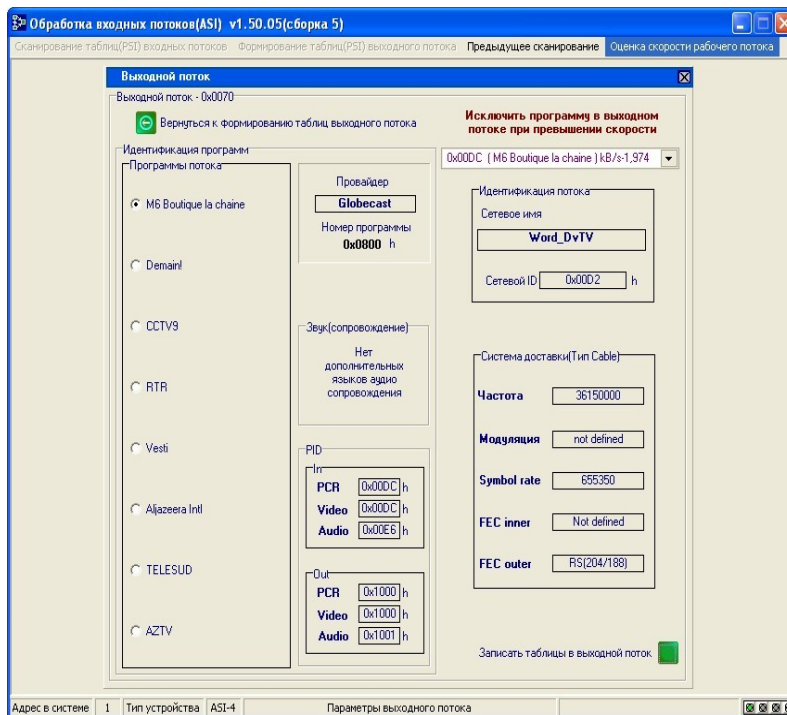 Обработка входных потоков(ASI) v1.50.05(сборка 5)
Сканирование таблиц(PSI) входных потоков Формирование таблиц(PSI) выходного потока Предыдущее сканирование Оценка скорости рабочего потока
Выходной поток
Выходной поток - 0x0070
Вернуться к формированию таблиц выходного потока
Исключить программу в выходном
потоке при превышении скорости
0x00DC ( M6 Boutique la chaine ) kB/s-1,974
Идентификация программ
Программы потока
M6 Boutique la chaine
Demain!
CCTV9
RTR
Vesti
Aljazeera Intl
TELESUD
AZTV
Провайдер
Globecast
Номер программы
0x0800 h
Звук(сопровождение)
Нет
дополнительных
языков аудио
сопровождения
PID
In
PCR 0x00DC h
Video 0x00DC h
Audio 0x00E6 h
Out
PCR 0x1000 h
Video 0x1000 h
Audio 0x1001 h
Идентификация потока
Сетевое имя
Word_DvTV
Сетевой ID 0x00D2 h
Система доставки(Тип Cable)
Частота 36150000
Модуляция not defined
Symbol rate 655350
FEC inner Not defined
FEC outer RS(204/188)
Записать таблицы в выходной поток
Адрес в системе 1 Тип устройства ASI-4 Параметры выходного потока